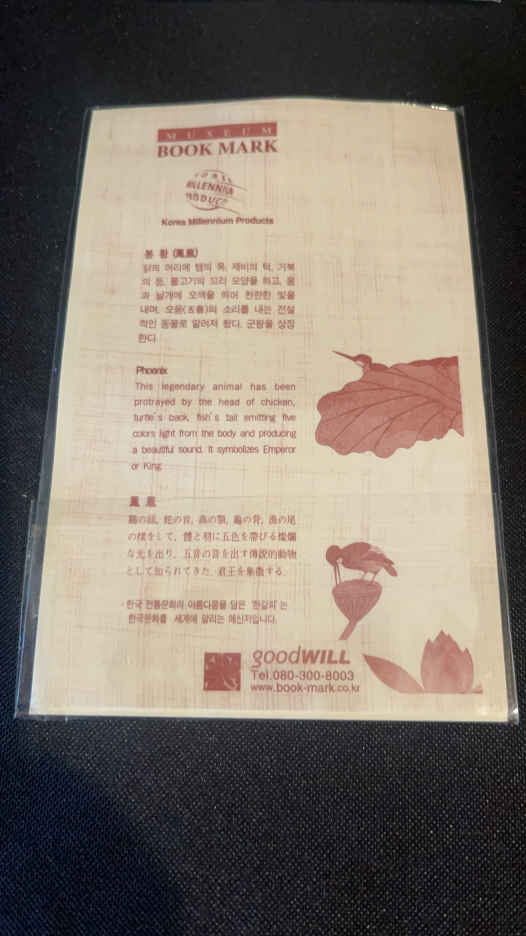 MUSEUM
BOOK MARK
KOREA
MILLENNIUM
PRODUCTS
Korea Millennium Products
봉 황 (鳳凰)
닭의 머리에 뱀의 목, 제비의 턱, 거북
의 등, 물고기의 꼬리 모양을 하고, 몸
과 날개에 오색을 띠며 찬란한 빛을
내며, 오음(五音)의 소리를 내는 전설
적인 동물로 알려져 왔다. 군왕을 상징
한다.
Phoenix
This legendary animal has been
protrayed by the head of chicken,
turtle's back, fish's tail emitting five
colors light from the body and producing
a beautiful sound. It symbolizes Emperor
or King.
鳳 凰
鷄の頭, 蛇の首, 燕の顎, 龜の背, 魚の尾
の樣をして, 體と羽に五色を帶びる燦爛
な光を出り, 五音の音を出す傳說的動物
として知られてきた. 君王を象徵する.
· 한국 전통문화의 아름다움을 담은 '한갈피' 는
한국문화를 세계에 알리는 메신저입니다.
goodWILL
Tel.080-300-8003
www.book-mark.co.kr